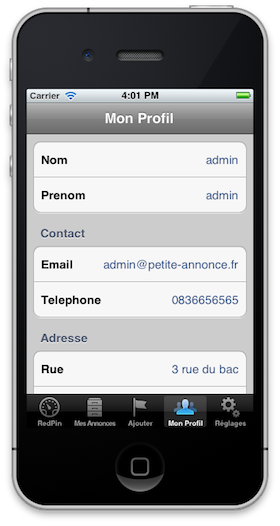 Carrier 4:01 PM
Mon Profil
Nom admin
Prenom admin
Contact
Email admin@petite-annonce.fr
Telephone 0836656565
Adresse
Rue 3 rue du bac
RedPin Mes Annonces Ajouter Mon Profil Réglages